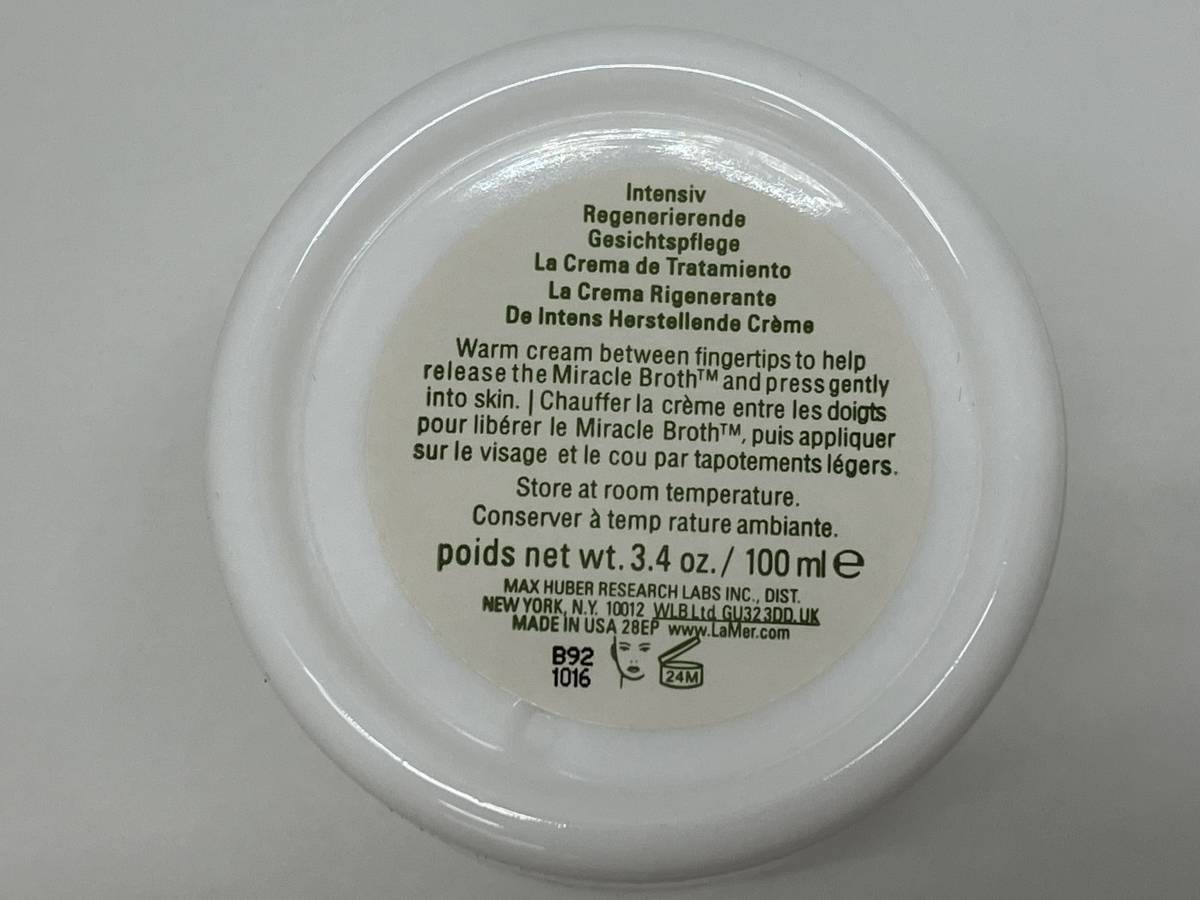 Intensiv
Regenerierende
Gesichtspflege
La Crema de Tratamiento
La Crema Rigenerante
De Intens Herstellende Crème
Warm cream between fingertips to help
release the Miracle Broth™ and press gently
into skin. | Chauffer la crème entre les doigts
pour libérer le Miracle Broth™, puis appliquer
sur le visage et le cou par tapotements légers.
Store at room temperature.
Conserver à temp rature ambiante.
poids net wt. 3.4 oz. / 100 ml e
MAX HUBER RESEARCH LABS INC., DIST.
NEW YORK, N.Y. 10012 WLB Ltd GU32 3DD. UK
MADE IN USA 28EP www.LaMer.com
B92
1016
24M